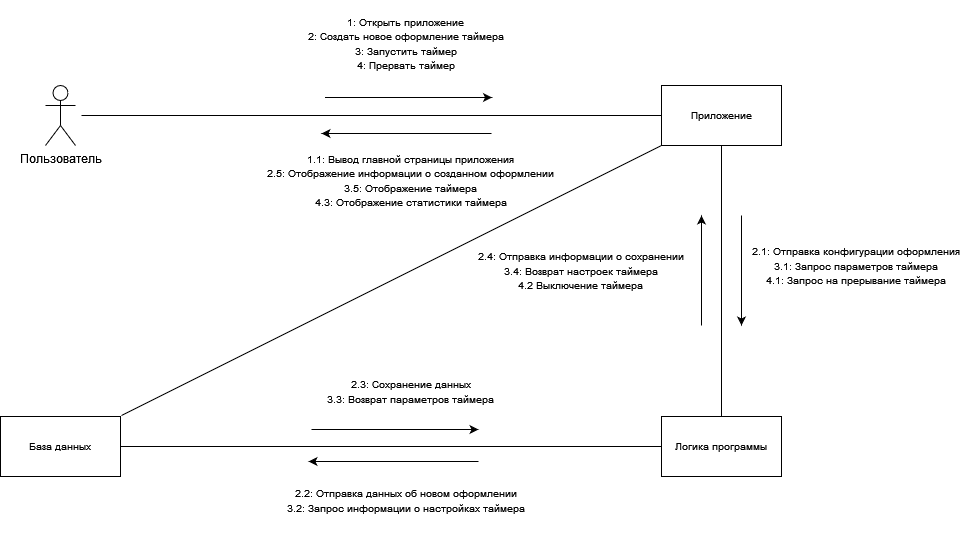 1: Открыть приложение
2: Создать новое оформление таймера
3: Запустить таймер
4: Прервать таймер
Приложение
Пользователь
1.1: Вывод главной страницы приложения
2.5: Отображение информации о созданном оформлении
3.5: Отображение таймера
4.3: Отображение статистики таймера
2.4: Отправка информации о сохранении
3.4: Возврат настроек таймера
4.2 Выключение таймера
2.1: Отправка конфигурации оформления
3.1: Запрос параметров таймера
4.1: Запрос на прерывание таймера
2.3: Сохранение данных
3.3: Возврат параметров таймера
База данных
Логика программы
2.2: Отправка данных об новом оформлении
3.2: Запрос информации о настройках таймера